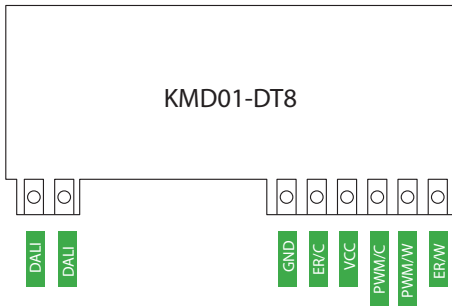 KMD01-DT8
DALI
DALI
GND
ER/C
VCC
PWM/C
PWM/W
ER/W